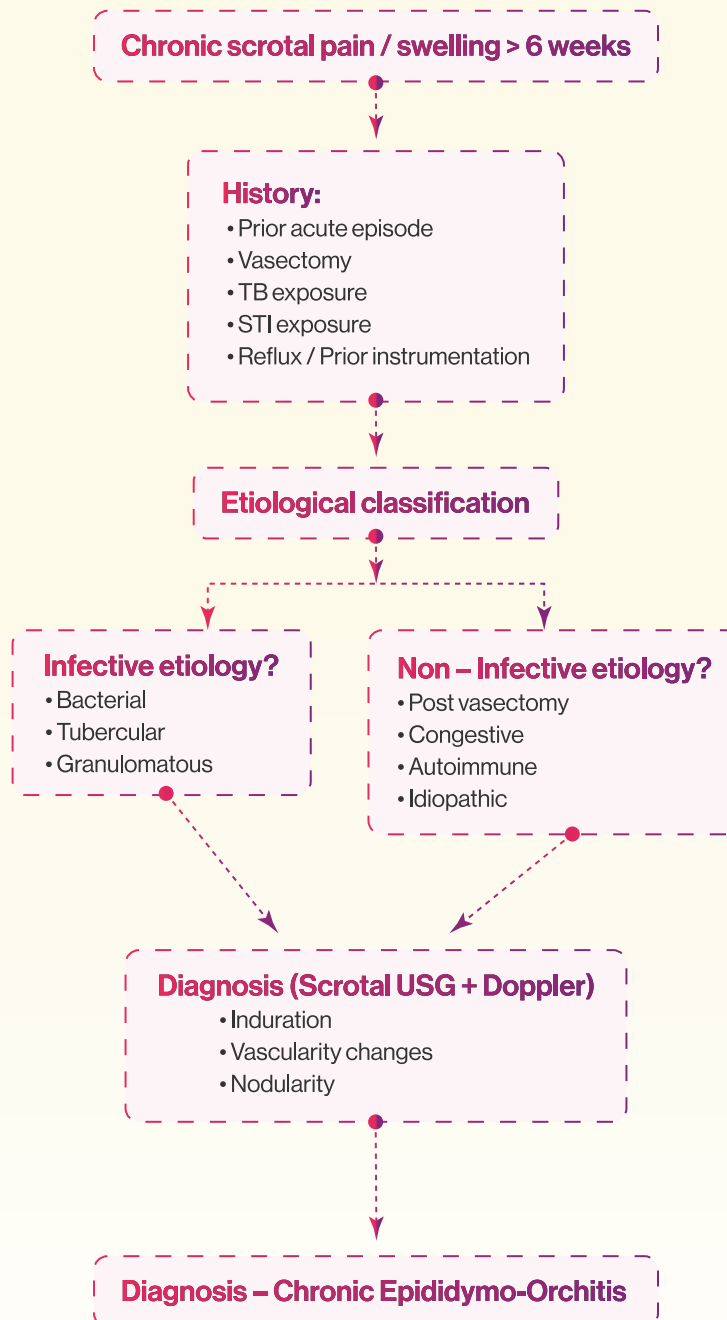 Chronic scrotal pain / swelling > 6 weeks
History:
• Prior acute episode
• Vasectomy
• TB exposure
• STI exposure
• Reflux / Prior instrumentation
Etiological classification
Infective etiology?
• Bacterial
• Tubercular
• Granulomatous
Non – Infective etiology?
• Post vasectomy
• Congestive
• Autoimmune
• Idiopathic
Diagnosis (Scrotal USG + Doppler)
• Induration
• Vascularity changes
• Nodularity
Diagnosis – Chronic Epididymo-Orchitis